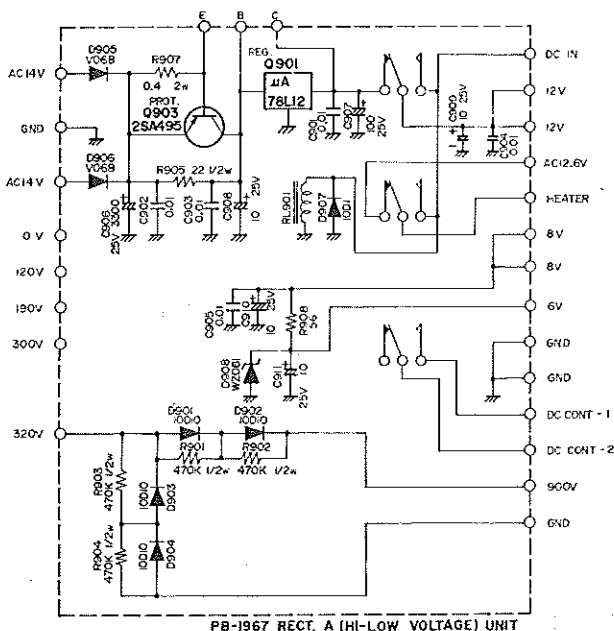 E B C
D905
V06B
R907
0.4 2W
PROT.
Q903
2SA495
REG.
Q901
μA
78L12
C901
0.01
C907
100
25V
C909
10 25V
C904
0.01
AC14V
GND
AC14V
0V
120V
190V
300V
320V
D906
V06B
R905 22 1/2W
C906
3300
25V
C902
0.01
C903
0.01
C908
10
25V
RL901
D907
10D1
C905
0.01
C910
10
25V
R908
56
D908
WZ061
C911
10
25V
D901
10D10
D902
10D10
R901
470K 1/2W
R902
470K 1/2W
R903
470K 1/2W
R904
470K 1/2W
10D10
D903
10D10
D904
DC IN
12V
12V
AC12.6V
HEATER
8V
8V
6V
GND
GND
DC CONT-1
DC CONT-2
900V
GND
PB-1967 RECT. A (HI-LOW VOLTAGE) UNIT